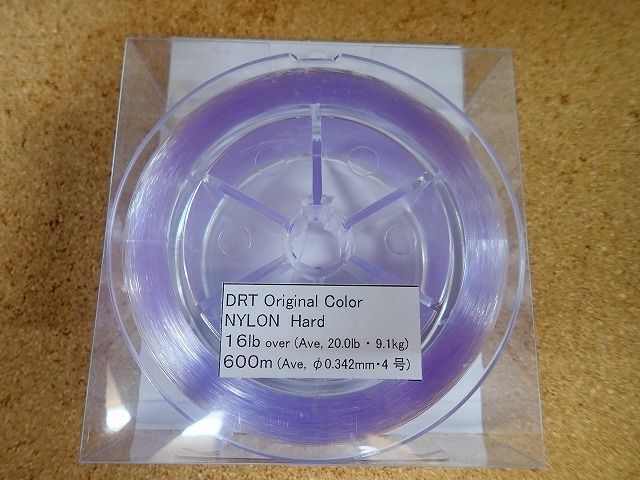 DRT Original Color
NYLON Hard
16lb over (Ave, 20.0lb・9.1kg)
600m (Ave, φ0.342mm・4号)